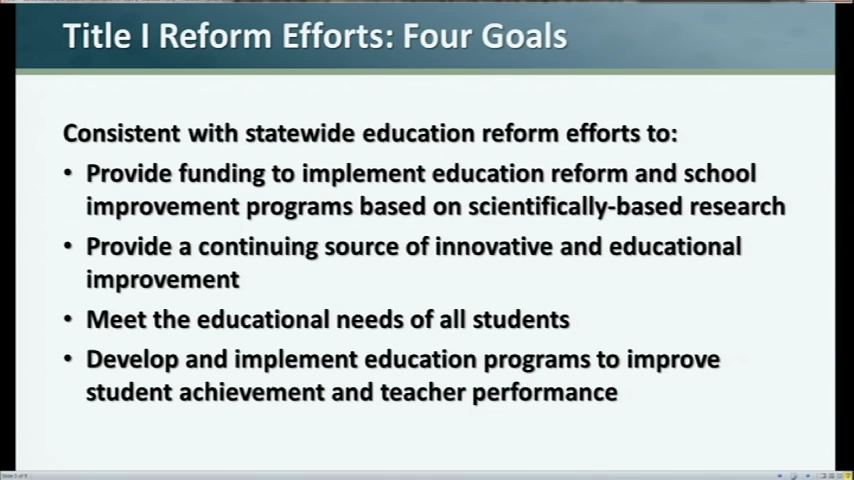 Title I Reform Efforts: Four Goals
Consistent with statewide education reform efforts to:
• Provide funding to implement education reform and school
improvement programs based on scientifically-based research
• Provide a continuing source of innovative and educational
improvement
• Meet the educational needs of all students
• Develop and implement education programs to improve
student achievement and teacher performance